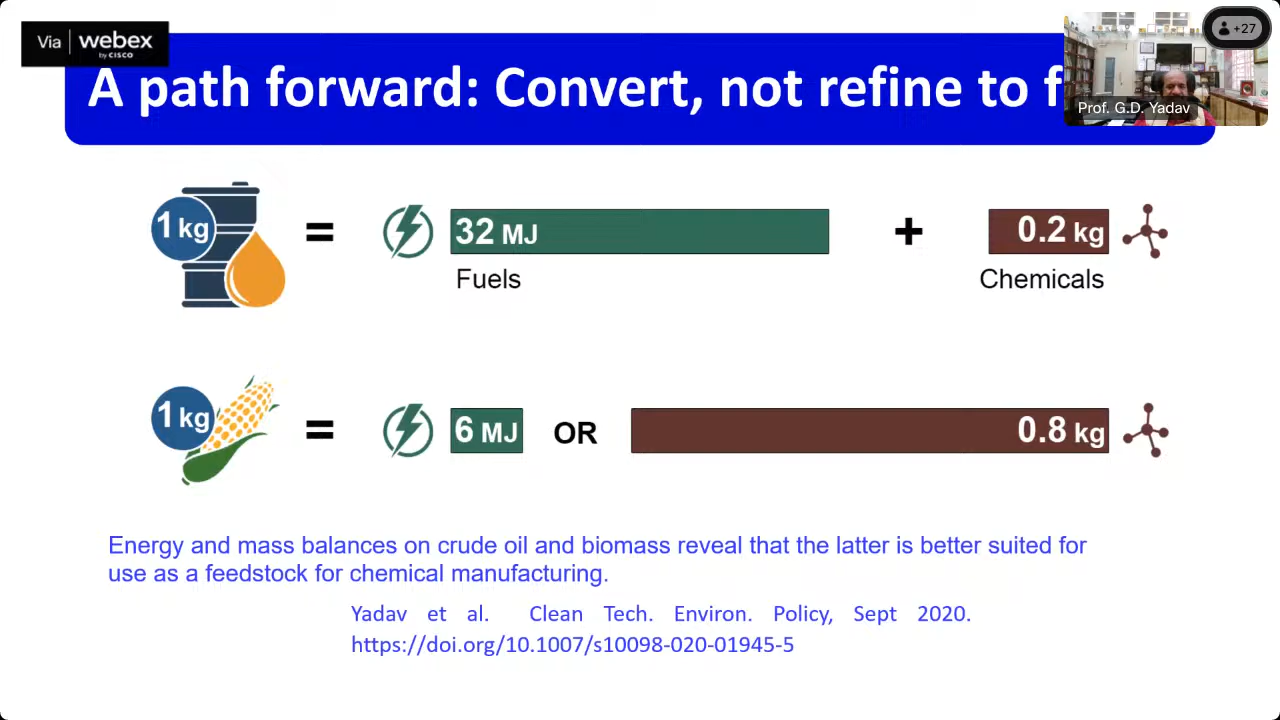 Via webex
by CISCO
+27
A path forward: Convert, not refine to f
Prof. G.D. Yadav
1 kg = 32 MJ + 0.2 kg
Fuels Chemicals
1 kg = 6 MJ OR 0.8 kg
Energy and mass balances on crude oil and biomass reveal that the latter is better suited for
use as a feedstock for chemical manufacturing.
Yadav et al. Clean Tech. Environ. Policy, Sept 2020.
https://doi.org/10.1007/s10098-020-01945-5